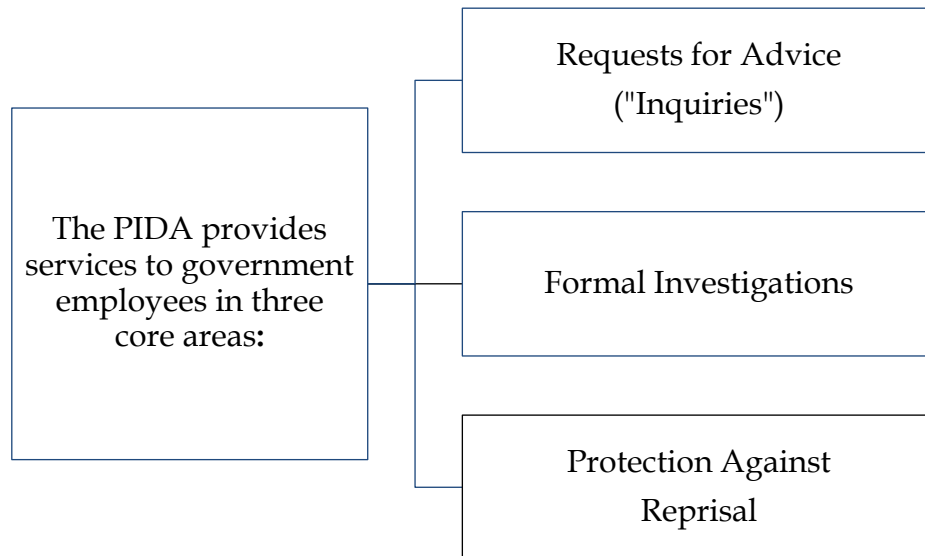 The PIDA provides
services to government
employees in three
core areas:
Requests for Advice
("Inquiries")
Formal Investigations
Protection Against
Reprisal